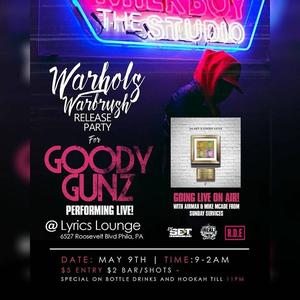 THE STUDIO
Warhols
Warbrush
RELEASE
PARTY
For
GOODY
GUNZ
PERFORMING LIVE!
@ Lyrics Lounge
6527 Roosevelt Blvd Phila, PA
GOING LIVE ON AIR!
WITH AIRMAN & MIKE MCADE FROM
SUNDAY SERVICES
SET
R.D.E
DATE: MAY 9TH | TIME:9-2AM
$5 ENTRY $2 BAR/SHOTS -
SPECIAL ON BOTTLE DRINKS AND HOOKAH TILL 11PM